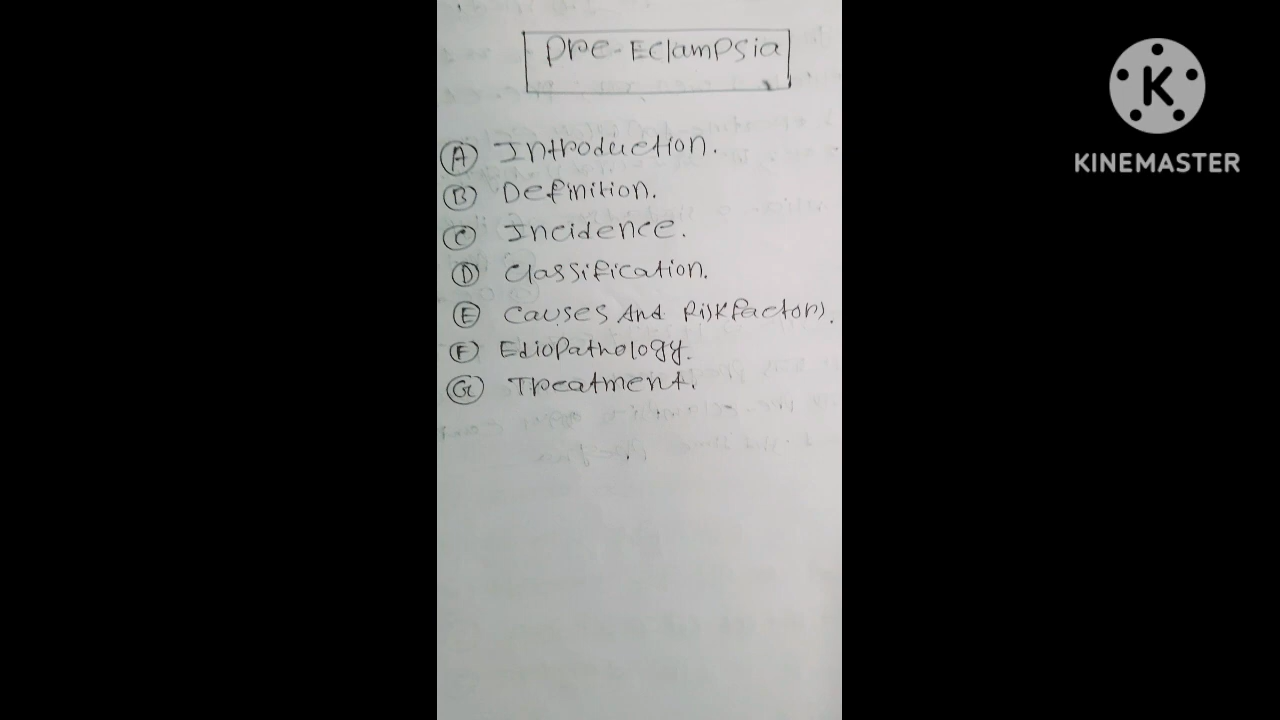 Pre-Eclampsia
A Introduction.
B Definition.
C Incidence.
D Classification.
E Causes And Riskfactors.
F Ediopathology.
G Treatment.
K
KINEMASTER